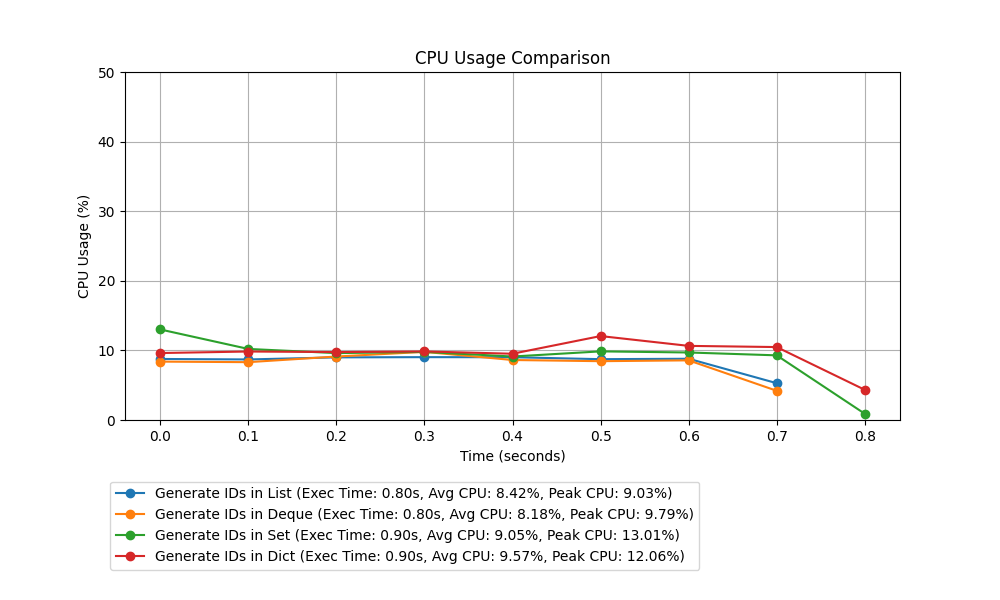 CPU Usage Comparison
50
40
30
20
10
0
CPU Usage (%)
0.0 0.1 0.2 0.3 0.4 0.5 0.6 0.7 0.8
Time (seconds)
Generate IDs in List (Exec Time: 0.80s, Avg CPU: 8.42%, Peak CPU: 9.03%)
Generate IDs in Deque (Exec Time: 0.80s, Avg CPU: 8.18%, Peak CPU: 9.79%)
Generate IDs in Set (Exec Time: 0.90s, Avg CPU: 9.05%, Peak CPU: 13.01%)
Generate IDs in Dict (Exec Time: 0.90s, Avg CPU: 9.57%, Peak CPU: 12.06%)